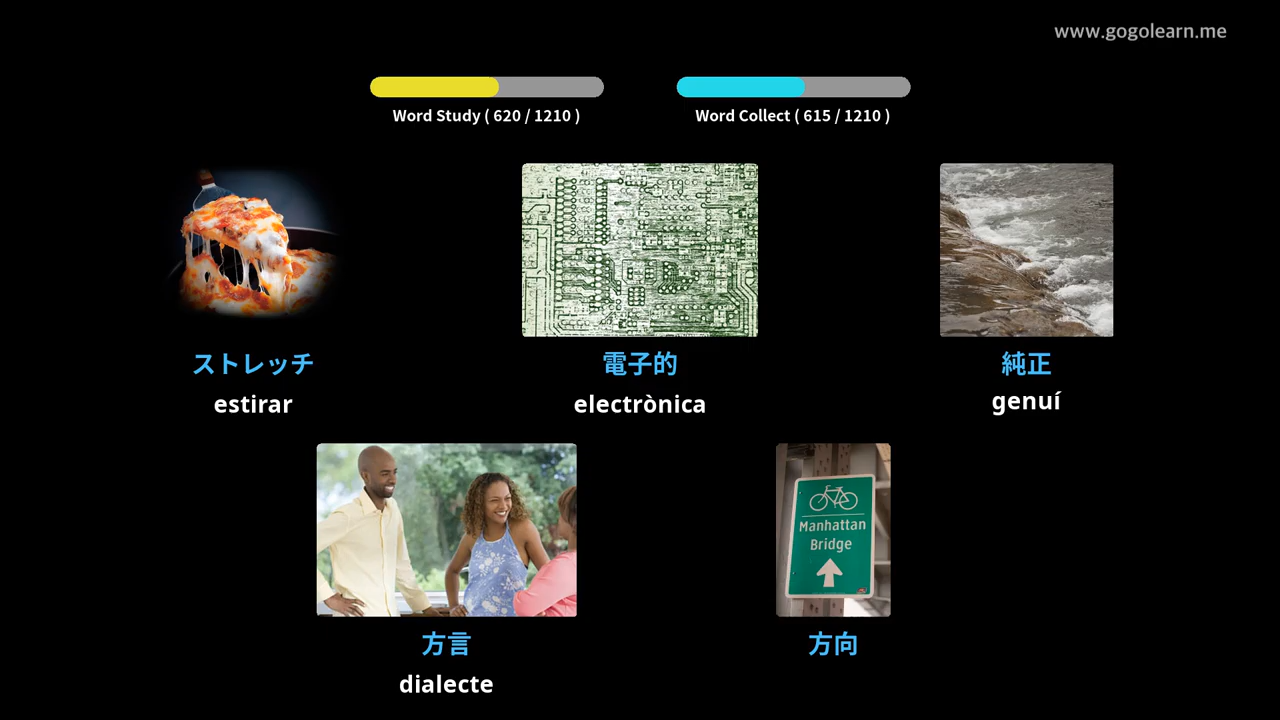 www.gogolearn.me
Word Study ( 620 / 1210 )
Word Collect ( 615 / 1210 )
ストレッチ
estirar
電子的
electrònica
純正
genuí
Manhattan
Bridge
方言
dialecte
方向